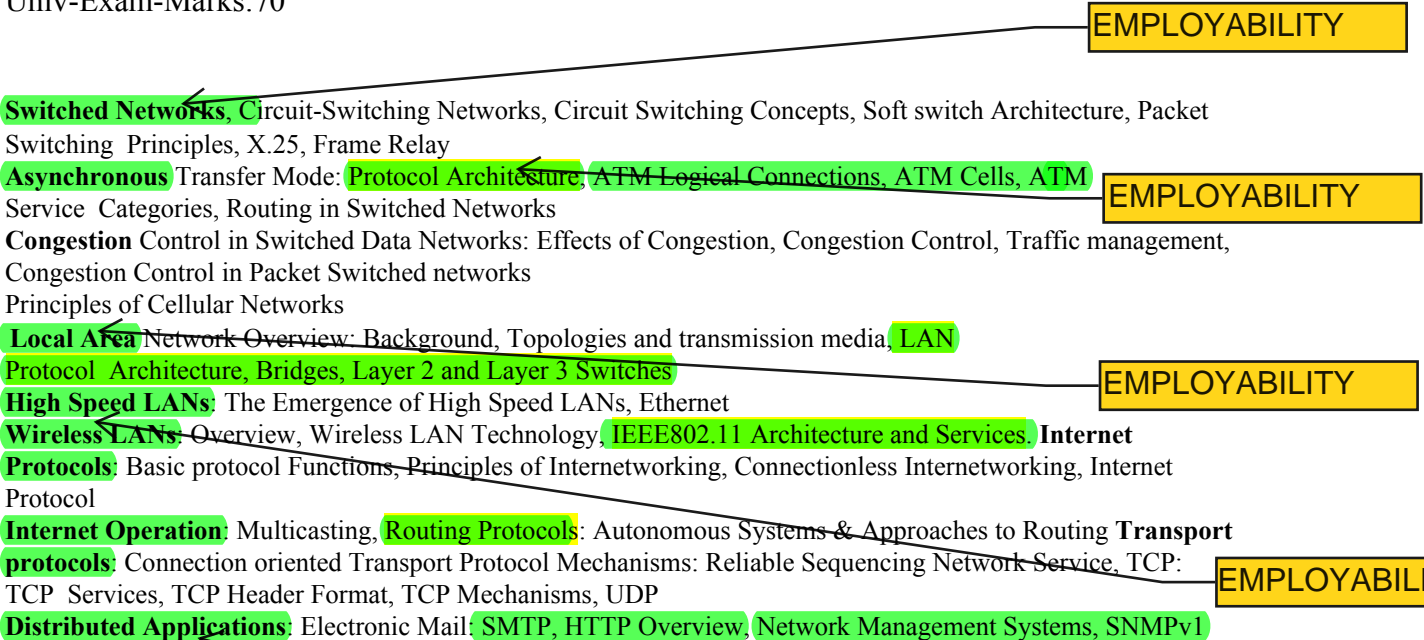 Univ-Exam-Marks:70
EMPLOYABILITY
Switched Networks, Circuit-Switching Networks, Circuit Switching Concepts, Soft switch Architecture, Packet
Switching Principles, X.25, Frame Relay
Asynchronous Transfer Mode: Protocol Architecture, ATM Logical Connections, ATM Cells, ATM
EMPLOYABILITY
Service Categories, Routing in Switched Networks
Congestion Control in Switched Data Networks: Effects of Congestion, Congestion Control, Traffic management,
Congestion Control in Packet Switched networks
Principles of Cellular Networks
Local Area Network Overview: Background, Topologies and transmission media, LAN
Protocol Architecture, Bridges, Layer 2 and Layer 3 Switches
EMPLOYABILITY
High Speed LANs: The Emergence of High Speed LANs, Ethernet
Wireless LANs: Overview, Wireless LAN Technology, IEEE802.11 Architecture and Services. Internet
Protocols: Basic protocol Functions, Principles of Internetworking, Connectionless Internetworking, Internet
Protocol
Internet Operation: Multicasting, Routing Protocols: Autonomous Systems & Approaches to Routing Transport
protocols: Connection oriented Transport Protocol Mechanisms: Reliable Sequencing Network Service, TCP:
EMPLOYABILI
TCP Services, TCP Header Format, TCP Mechanisms, UDP
Distributed Applications: Electronic Mail: SMTP, HTTP Overview, Network Management Systems, SNMPv1